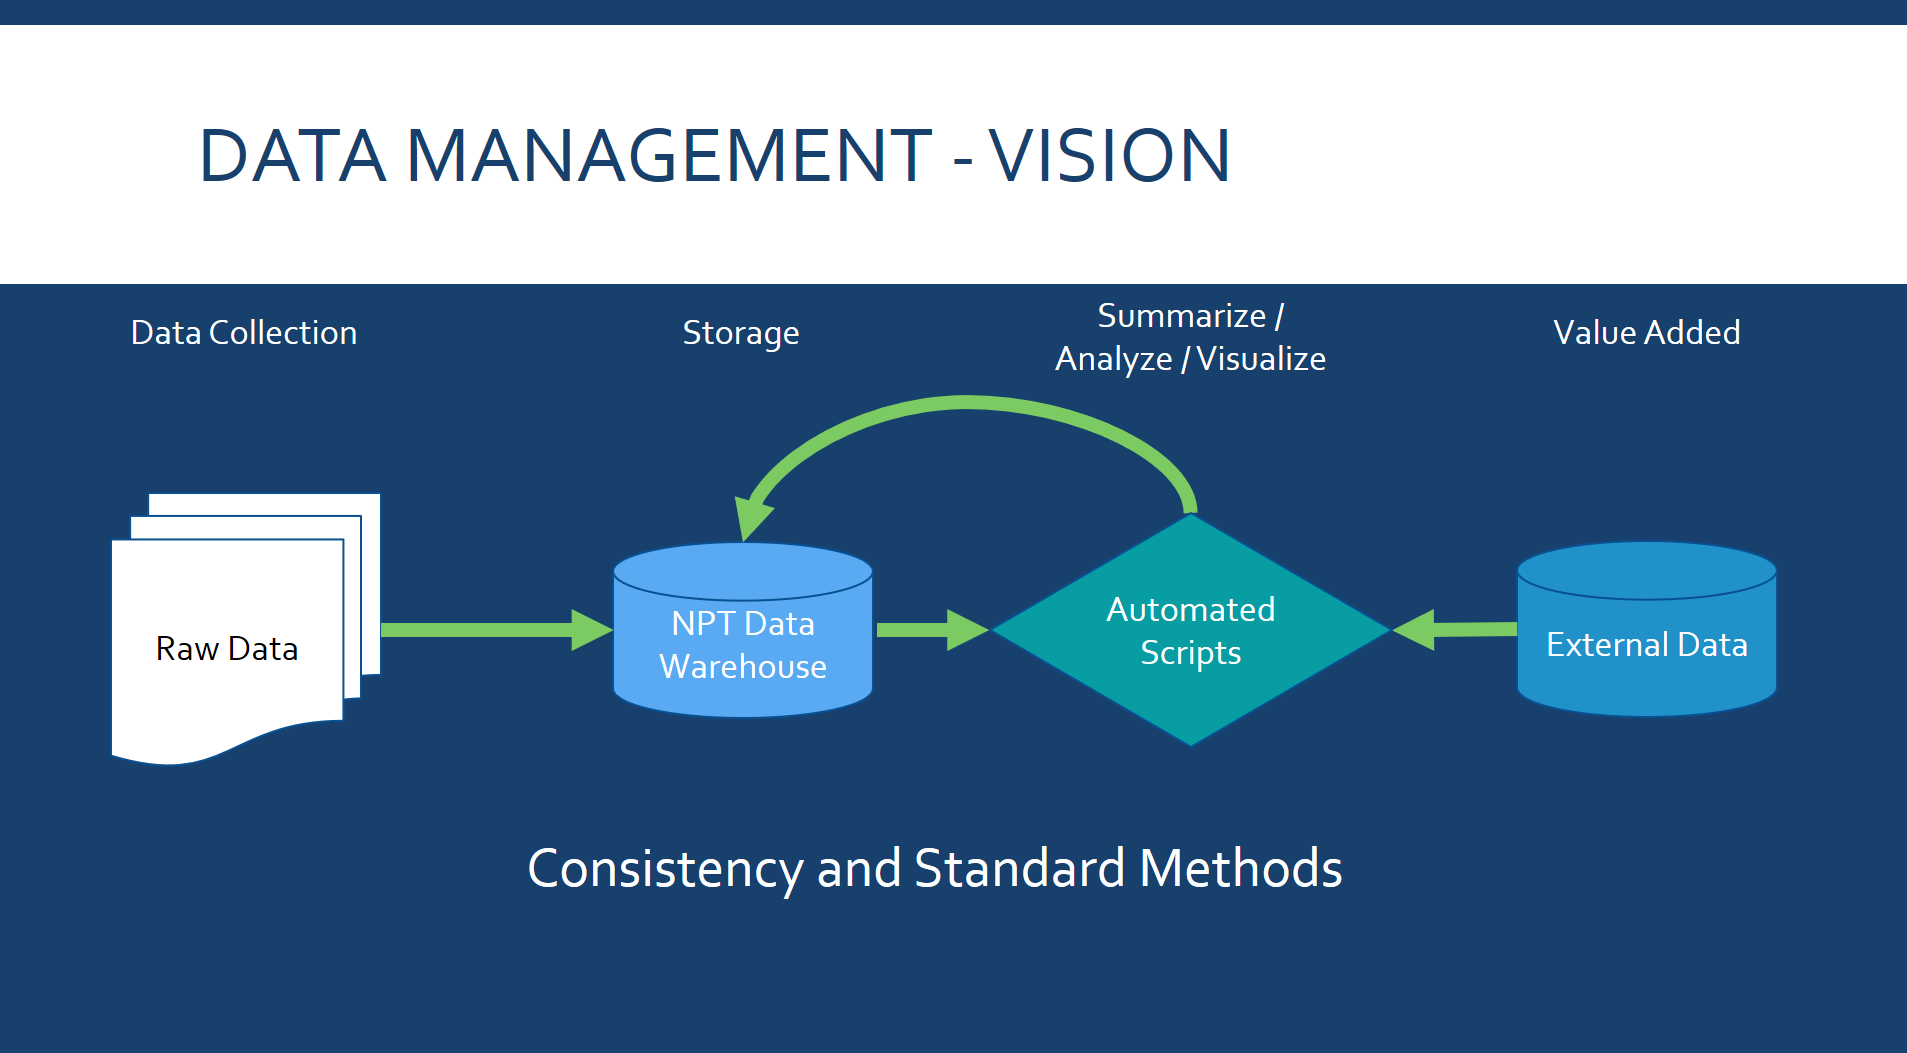 DATA MANAGEMENT - VISION
Data Collection
Storage
Summarize /
Analyze / Visualize
Value Added
Raw Data
NPT Data
Warehouse
Automated
Scripts
External Data
Consistency and Standard Methods